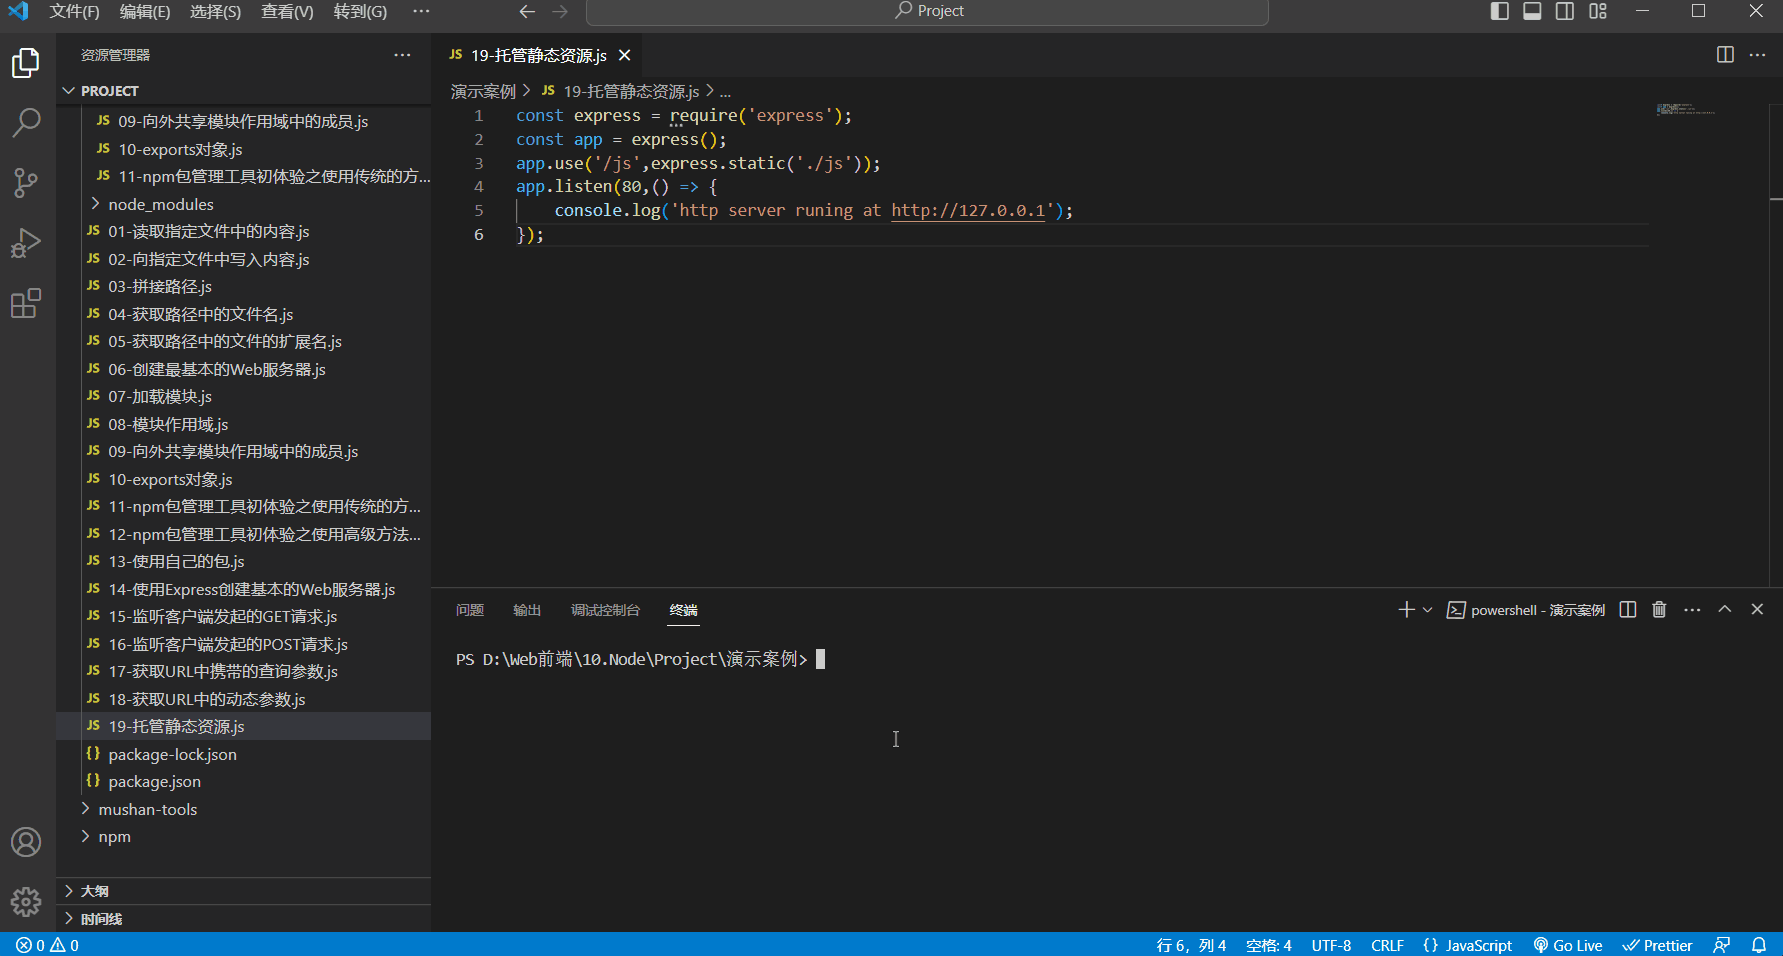 文件(F) 编辑(E) 选择(S) 查看(V) 转到(G) ··· Project
资源管理器 ···
PROJECT
JS 09-向外共享模块作用域中的成员.js
JS 10-exports对象.js
JS 11-npm包管理工具初体验之使用传统的方...
node_modules
JS 01-读取指定文件中的内容.js
JS 02-向指定文件中写入内容.js
JS 03-拼接路径.js
JS 04-获取路径中的文件名.js
JS 05-获取路径中的文件的扩展名.js
JS 06-创建最基本的Web服务器.js
JS 07-加载模块.js
JS 08-模块作用域.js
JS 09-向外共享模块作用域中的成员.js
JS 10-exports对象.js
JS 11-npm包管理工具初体验之使用传统的方...
JS 12-npm包管理工具初体验之使用高级方法...
JS 13-使用自己的包.js
JS 14-使用Express创建基本的Web服务器.js
JS 15-监听客户端发起的GET请求.js
JS 16-监听客户端发起的POST请求.js
JS 17-获取URL中携带的查询参数.js
JS 18-获取URL中的动态参数.js
JS 19-托管静态资源.js
{} package-lock.json
{} package.json
mushan-tools
npm
大纲
时间线
JS 19-托管静态资源.js
演示案例 > JS 19-托管静态资源.js > ...
1 const express = require('express');
2 const app = express();
3 app.use('/js',express.static('./js'));
4 app.listen(80,() => {
5 console.log('http server runing at http://127.0.0.1');
6 });
问题 输出 调试控制台 终端 powershell - 演示案例
PS D:\Web前端\10.Node\Project\演示案例>
0 0 行 6，列 4 空格: 4 UTF-8 CRLF {} JavaScript Go Live Prettier